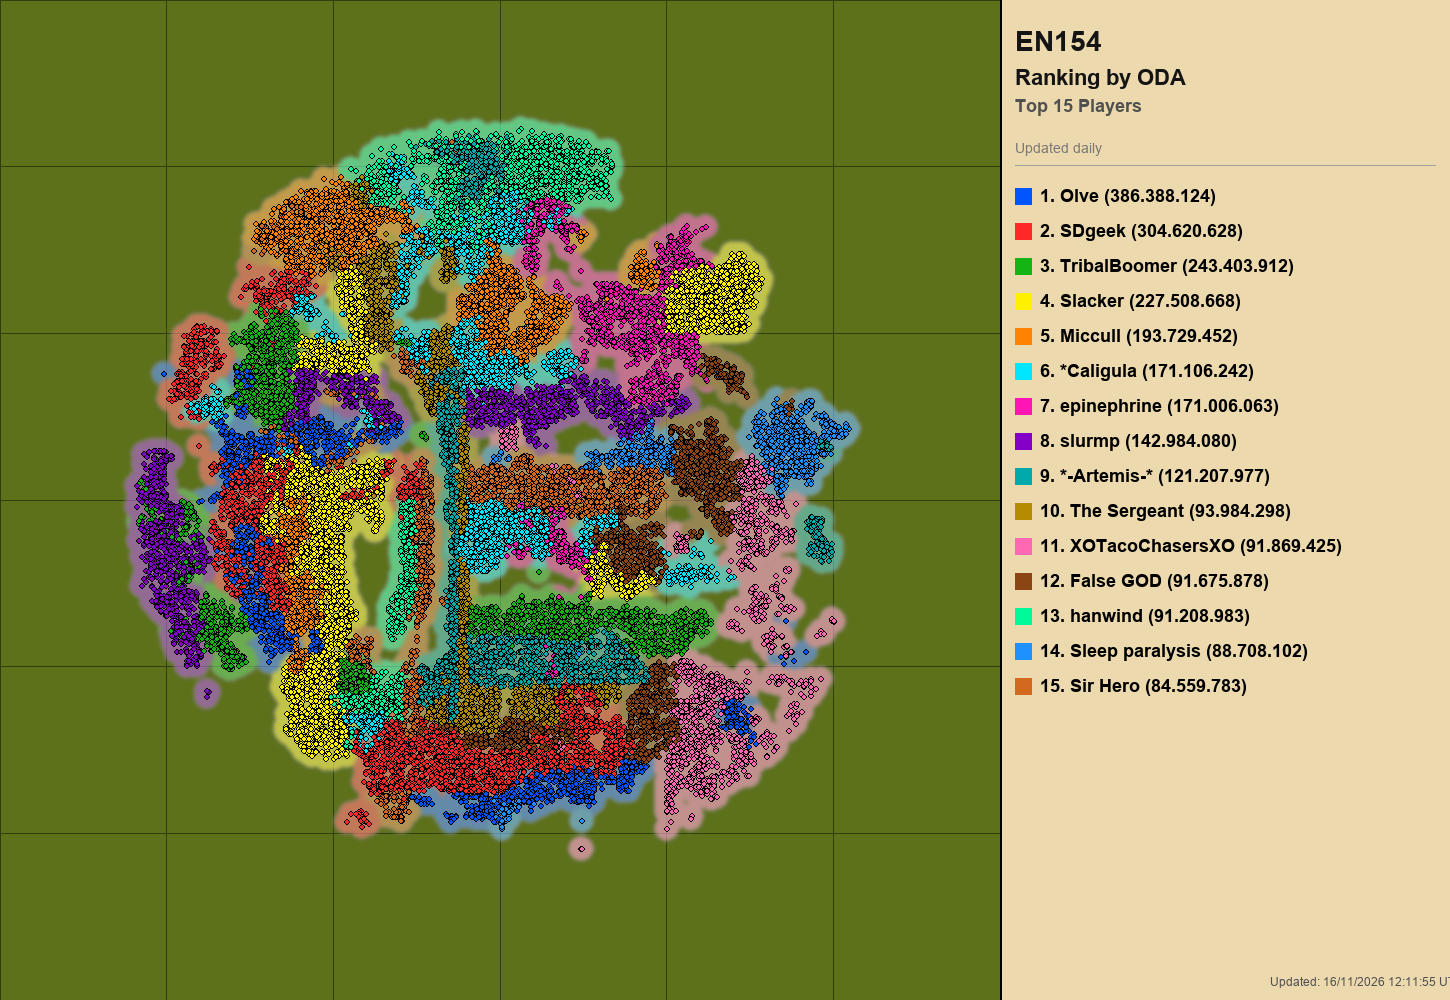 EN154
Ranking by ODA
Top 15 Players
Updated daily
1. Olve (386.388.124)
2. SDgeek (304.620.628)
3. TribalBoomer (243.403.912)
4. Slacker (227.508.668)
5. Miccull (193.729.452)
6. *Caligula (171.106.242)
7. epinephrine (171.006.063)
8. slurmp (142.984.080)
9. *-Artemis-* (121.207.977)
10. The Sergeant (93.984.298)
11. XOTacoChasersXO (91.869.425)
12. False GOD (91.675.878)
13. hanwind (91.208.983)
14. Sleep paralysis (88.708.102)
15. Sir Hero (84.559.783)
Updated: 16/11/2026 12:11:55 U